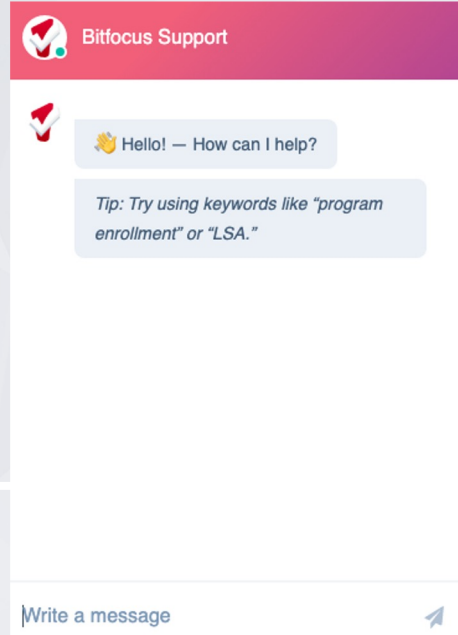 Bitfocus Support
👋 Hello! — How can I help?
Tip: Try using keywords like “program
enrollment” or “LSA.”
Write a message